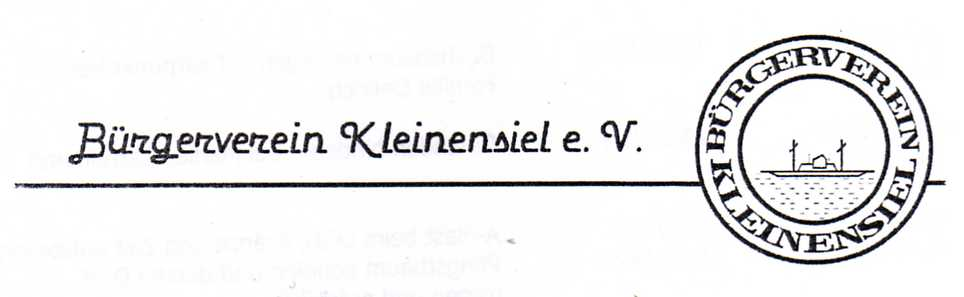 Bürgerverein Kleinensiel e. V.
BÜRGERVEREIN
KLEINENSIEL